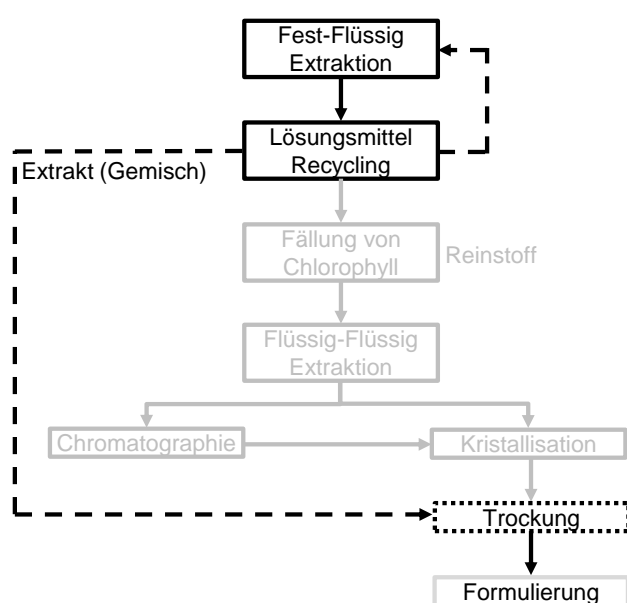 Fest-Flüssig
Extraktion
Lösungsmittel
Recycling
Extrakt (Gemisch)
Fällung von
Chlorophyll
Reinstoff
Flüssig-Flüssig
Extraktion
Chromatographie
Kristallisation
Trockung
Formulierung